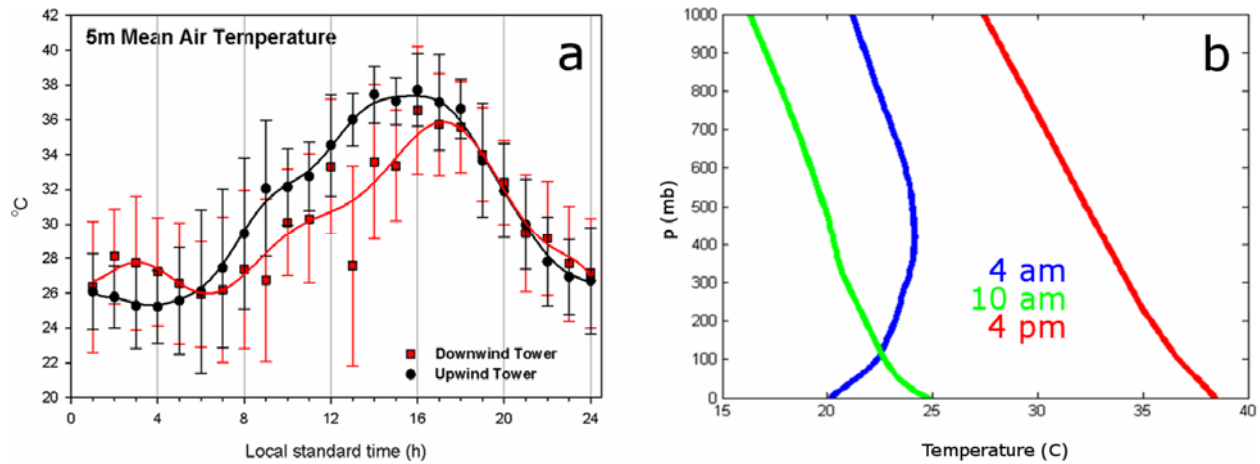 5m Mean Air Temperature
a
°C
42
40
38
36
34
32
30
28
26
24
22
20
0 4 8 12 16 20 24
Local standard time (h)
Downwind Tower
Upwind Tower
b
p (mb)
1000
900
800
700
600
500
400
300
200
100
0
15 20 25 30 35 40
Temperature (C)
4 am
10 am
4 pm